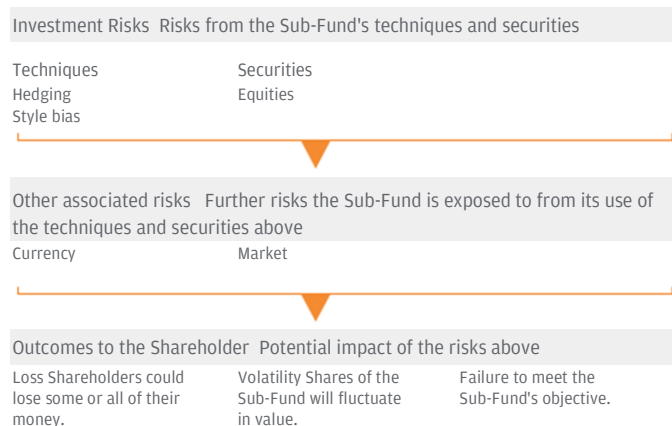 Investment Risks Risks from the Sub-Fund's techniques and securities
Techniques
Hedging
Style bias
Securities
Equities
Other associated risks Further risks the Sub-Fund is exposed to from its use of
the techniques and securities above
Currency
Market
Outcomes to the Shareholder Potential impact of the risks above
Loss Shareholders could
lose some or all of their
money.
Volatility Shares of the
Sub-Fund will fluctuate
in value.
Failure to meet the
Sub-Fund's objective.